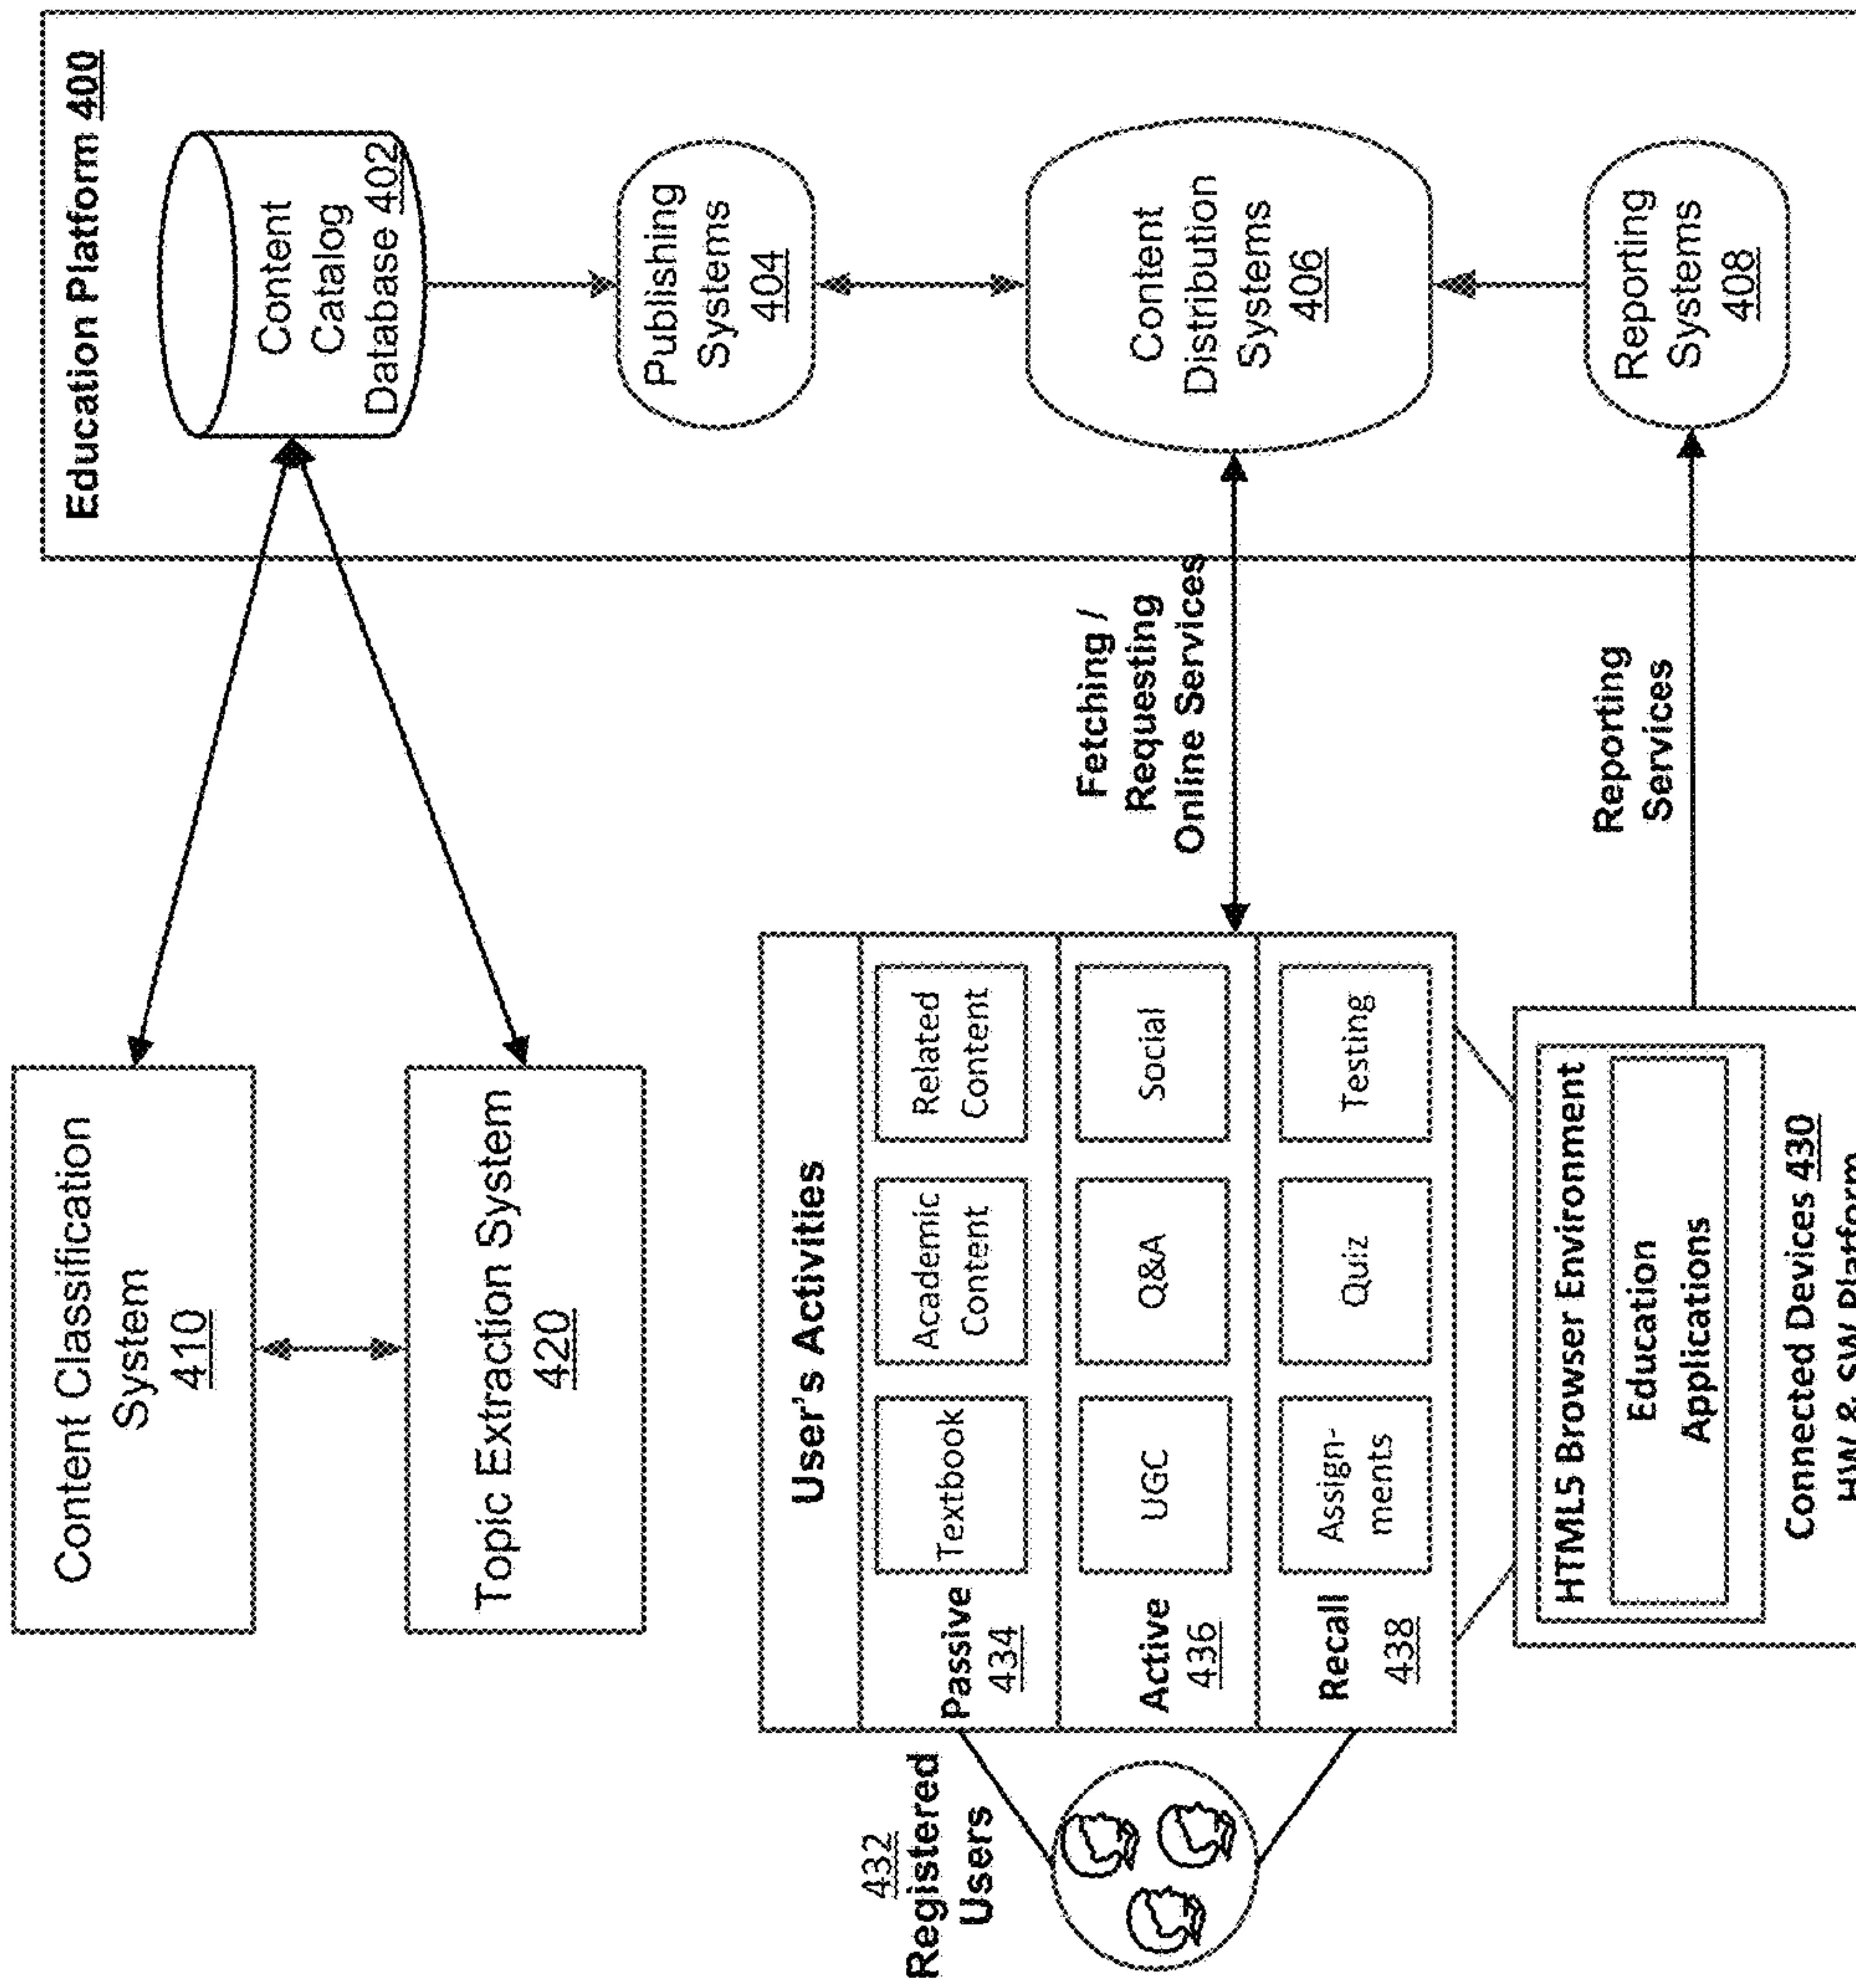 Content Classification
System
410
Topic Extraction System
420
Education Platform 400
Content
Catalog
Database 402
Publishing
Systems
404
Content
Distribution
Systems
406
Reporting
Systems
408
Fetching /
Requesting
Online Services
Reporting
Services
432
Registered
Users
User's Activities
Passive
434
Textbook
Academic
Content
Related
Content
Active
436
UGC
Q&A
Social
Recall
438
Assign-
ments
Quiz
Testing
HTML5 Browser Environment
Education
Applications
Connected Devices 430
HW & SW Platform